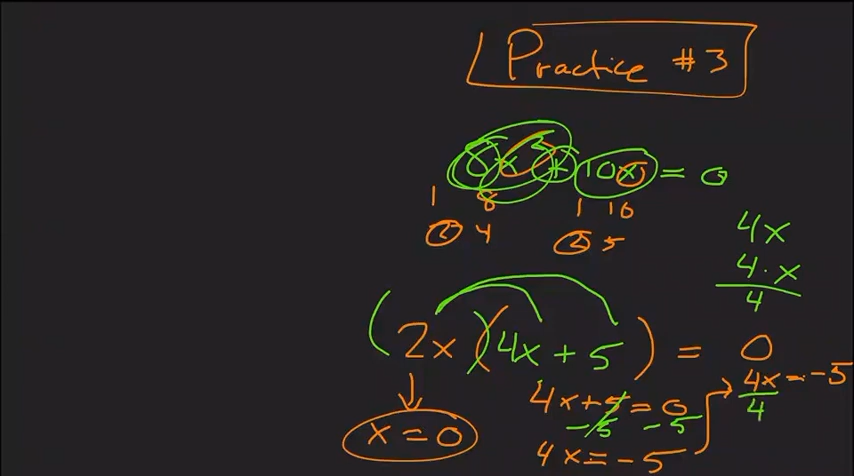 Practice #3
8x² + 10x = 0
1 8 1 10
2 4 2 5
4x
4·x
4
(2x)(4x + 5) = 0
4x = -5
4
4x + 5 = 0
-5 -5
x = 0
4x = -5